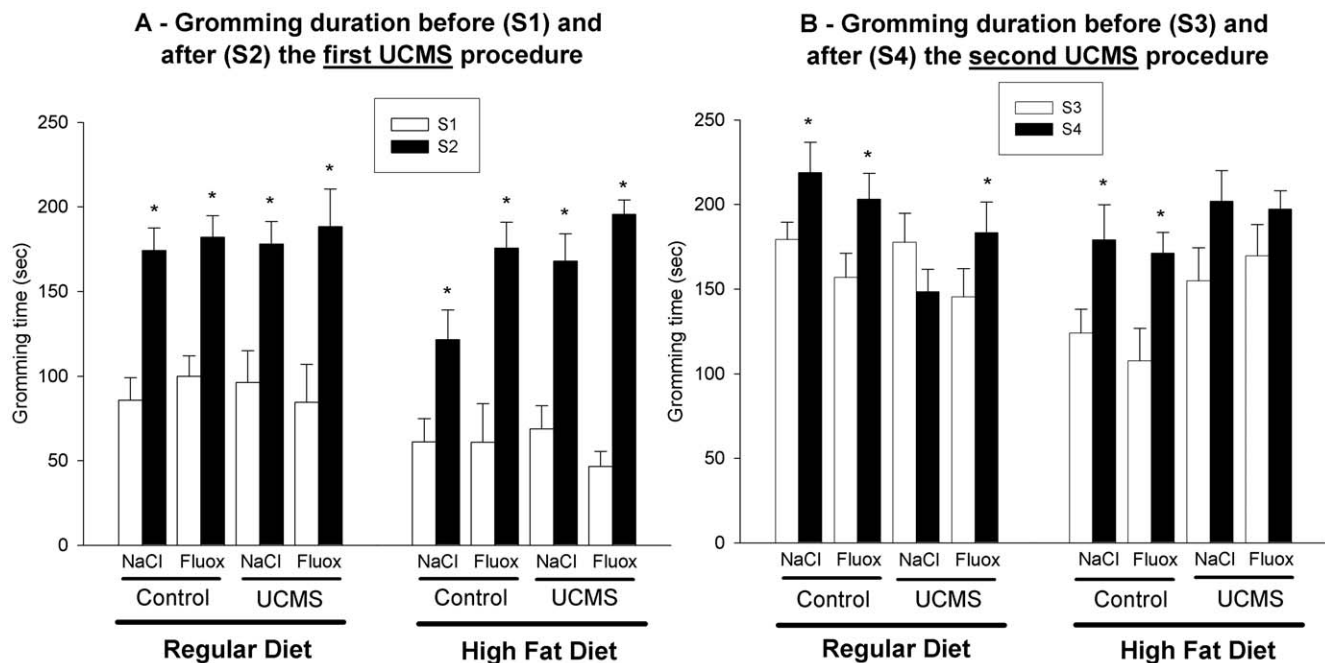 A - Gromming duration before (S1) and
after (S2) the first UCMS procedure
S1
S2
Gromming time (sec)
250
200
150
100
50
0
* * * * * * * *
NaCl Fluox NaCl Fluox NaCl Fluox NaCl Fluox
Control UCMS Control UCMS
Regular Diet High Fat Diet
B - Gromming duration before (S3) and
after (S4) the second UCMS procedure
S3
S4
Gromming time (sec)
250
200
150
100
50
0
* * * * *
NaCl Fluox NaCl Fluox NaCl Fluox NaCl Fluox
Control UCMS Control UCMS
Regular Diet High Fat Diet